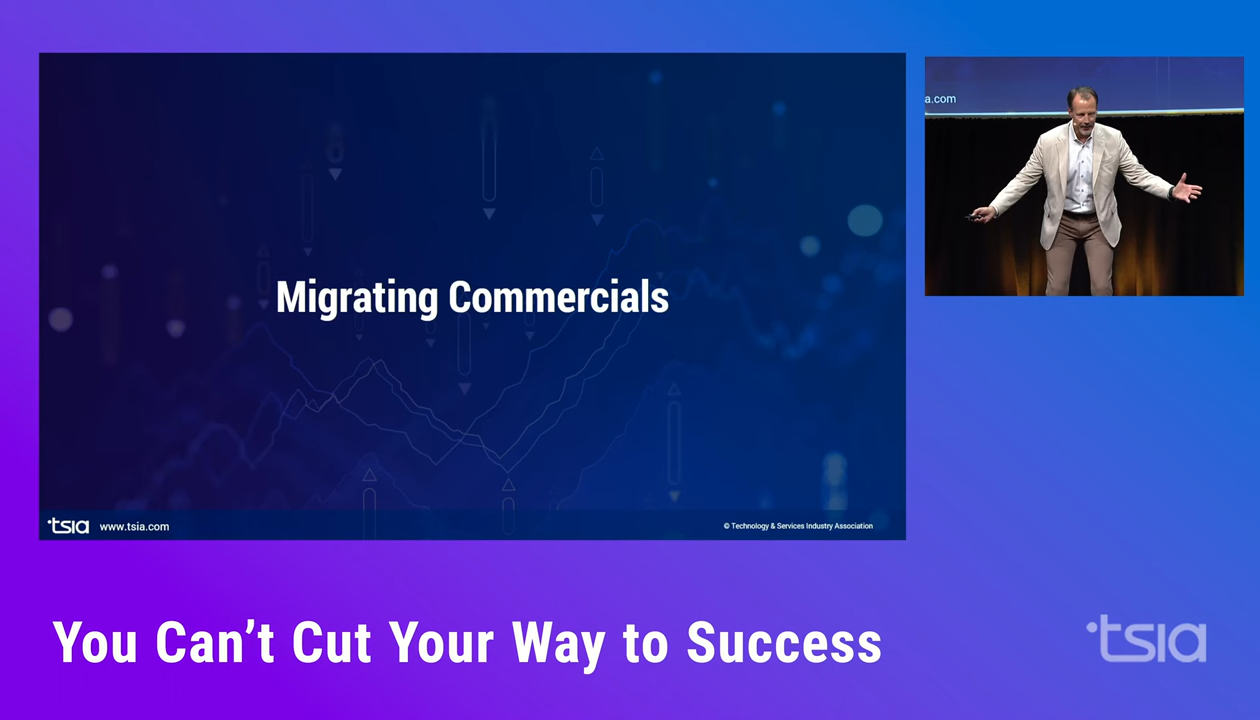 a.com
Migrating Commercials
tsia www.tsia.com
© Technology & Services Industry Association
You Can’t Cut Your Way to Success
tsia